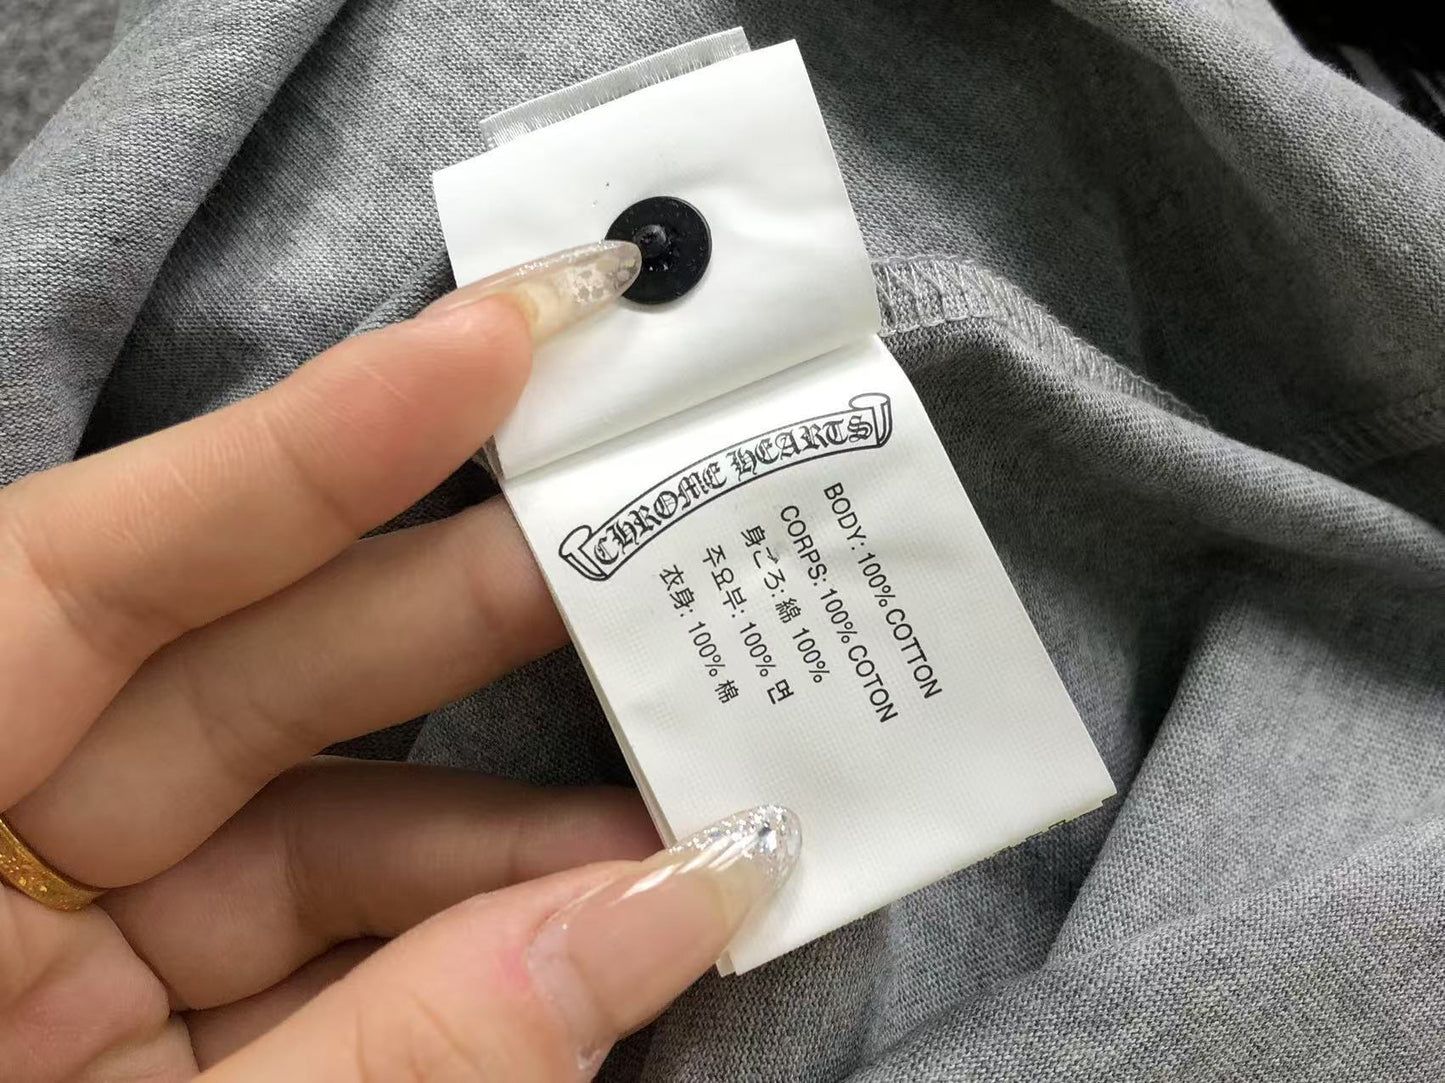 CHROME HEARTS
BODY: 100% COTTON
CORPS: 100% COTON
身ごろ: 綿 100%
주요부: 100% 면
衣身: 100% 棉